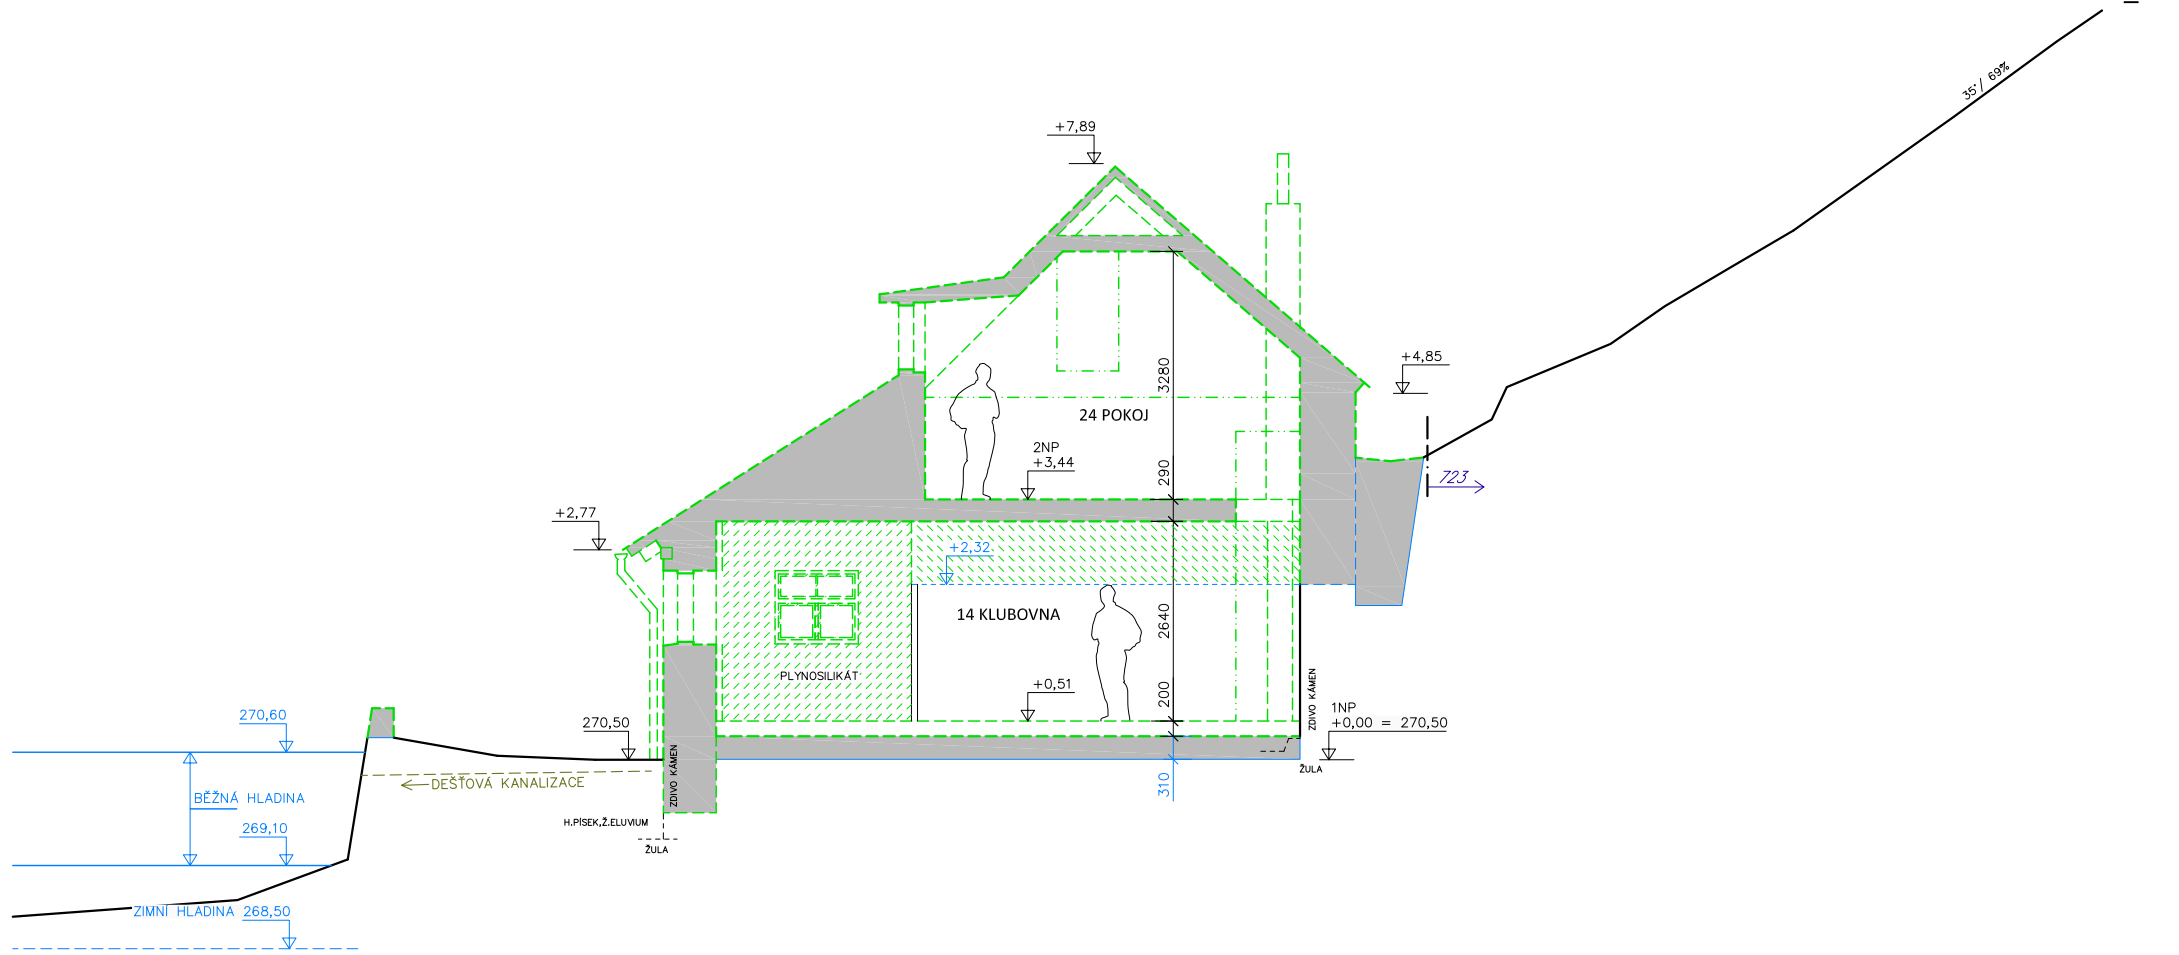 35°/ 69%
+7,89
+4,85
3280
24 POKOJ
2NP
+3,44
290
723
+2,77
+2,32
14 KLUBOVNA
2640
PLYNOSILIKÁT
+0,51
200
ZDIVO KÁMEN
1NP
+0,00 = 270,50
270,60
270,50
ZDIVO KÁMEN
ŽULA
310
DEŠŤOVÁ KANALIZACE
BĚŽNÁ HLADINA
269,10
H.PÍSEK,Ž.ELUVIUM
ŽULA
ZIMNÍ HLADINA 268,50